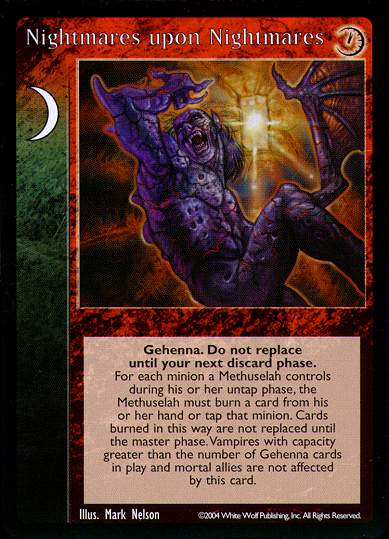 Nightmares upon Nightmares
Gehenna. Do not replace
until your next discard phase.
For each minion a Methuselah controls
during his or her untap phase, the
Methuselah must burn a card from his
or her hand or tap that minion. Cards
burned in this way are not replaced until
the master phase. Vampires with capacity
greater than the number of Gehenna cards
in play and mortal allies are not affected
by this card.
Illus. Mark Nelson
©2004 White Wolf Publishing, Inc. All Rights Reserved.